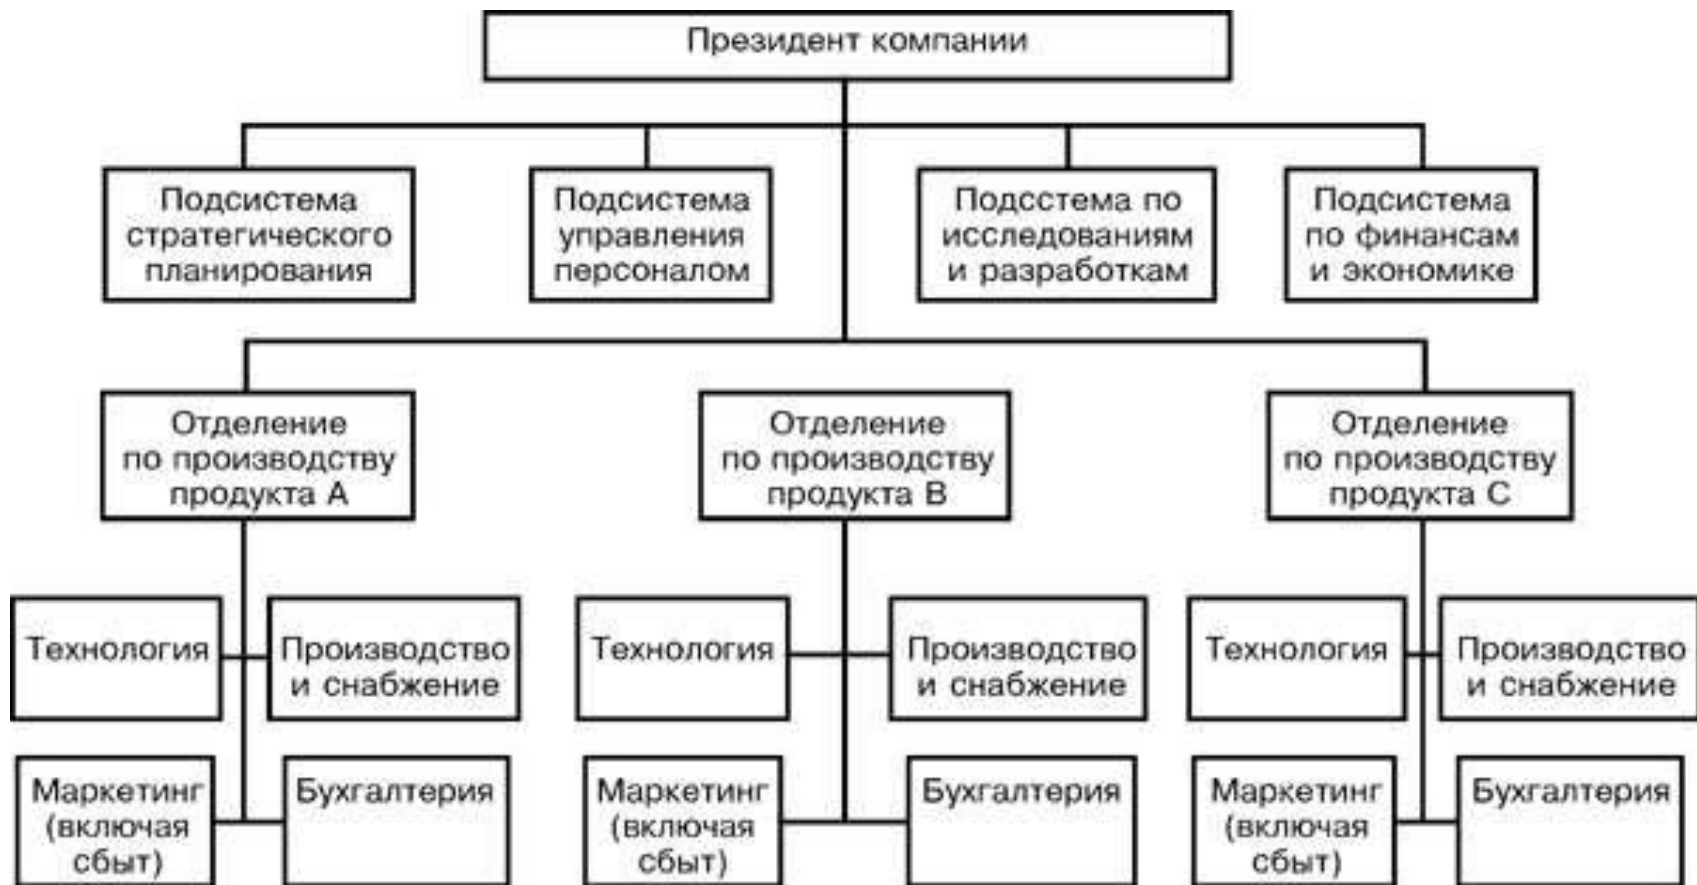 Президент компании
Подсистема
стратегического
планирования
Подсистема
управления
персоналом
Подсстема по
исследованиям
и разработкам
Подсистема
по финансам
и экономике
Отделение
по производству
продукта А
Отделение
по производству
продукта В
Отделение
по производству
продукта С
Технология
Производство
и снабжение
Технология
Производство
и снабжение
Технология
Производство
и снабжение
Маркетинг
(включая
сбыт)
Бухгалтерия
Маркетинг
(включая
сбыт)
Бухгалтерия
Маркетинг
(включая
сбыт)
Бухгалтерия